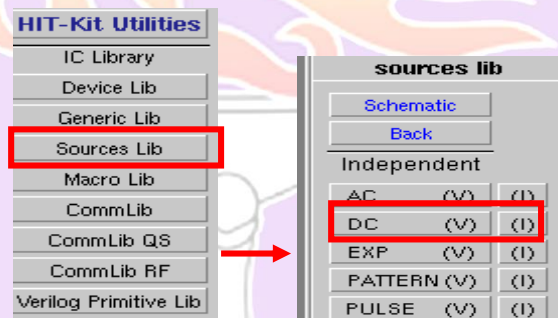 HIT-Kit Utilities
IC Library
Device Lib
Generic Lib
Sources Lib
Macro Lib
CommLib
CommLib QS
CommLib RF
Verilog Primitive Lib
sources lib
Schematic
Back
Independent
AC (V) (I)
DC (V) (I)
EXP (V) (I)
PATTERN (V) (I)
PULSE (V) (I)